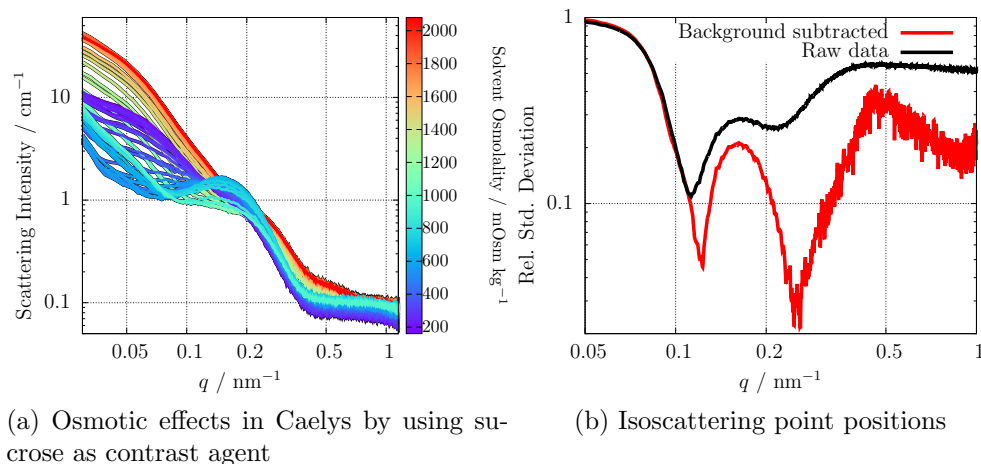 10
1
0.1
0.05
0.1
0.2
0.5
1
q / nm−1
Scattering Intensity / cm−1
2000
1800
1600
1400
1200
1000
800
600
400
200
Solvent Osmolality / mOsm kg−1
(a) Osmotic effects in Caelys by using su-
crose as contrast agent
Background subtracted
Raw data
1
0.1
0.05
0.1
0.2
0.5
1
q / nm−1
Rel. Std. Deviation
(b) Isoscattering point positions